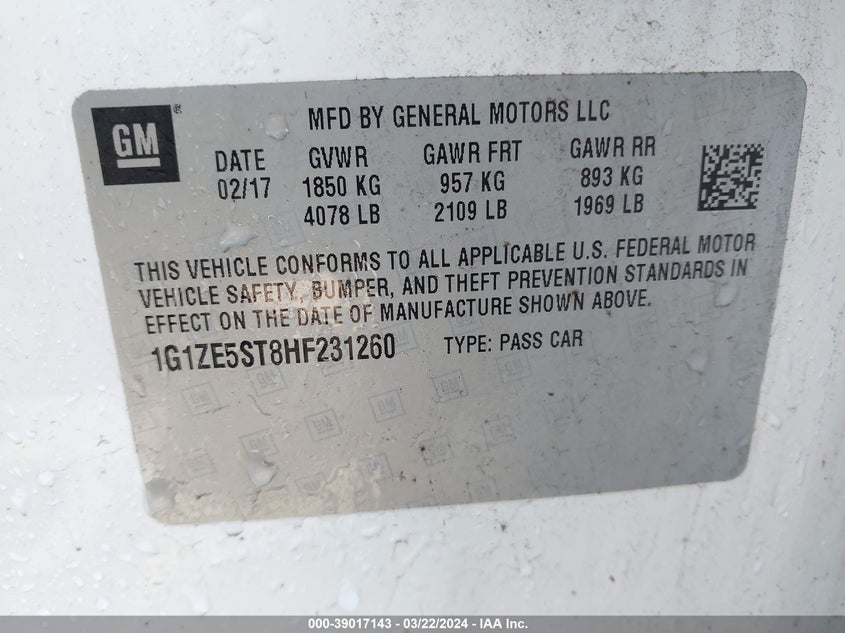 GM®
MFD BY GENERAL MOTORS LLC
DATE GVWR GAWR FRT GAWR RR
02/17 1850 KG 957 KG 893 KG
4078 LB 2109 LB 1969 LB
THIS VEHICLE CONFORMS TO ALL APPLICABLE U.S. FEDERAL MOTOR
VEHICLE SAFETY, BUMPER, AND THEFT PREVENTION STANDARDS IN
EFFECT ON THE DATE OF MANUFACTURE SHOWN ABOVE.
1G1ZE5ST8HF231260 TYPE: PASS CAR
000-39017143 - 03/22/2024 - IAA Inc.